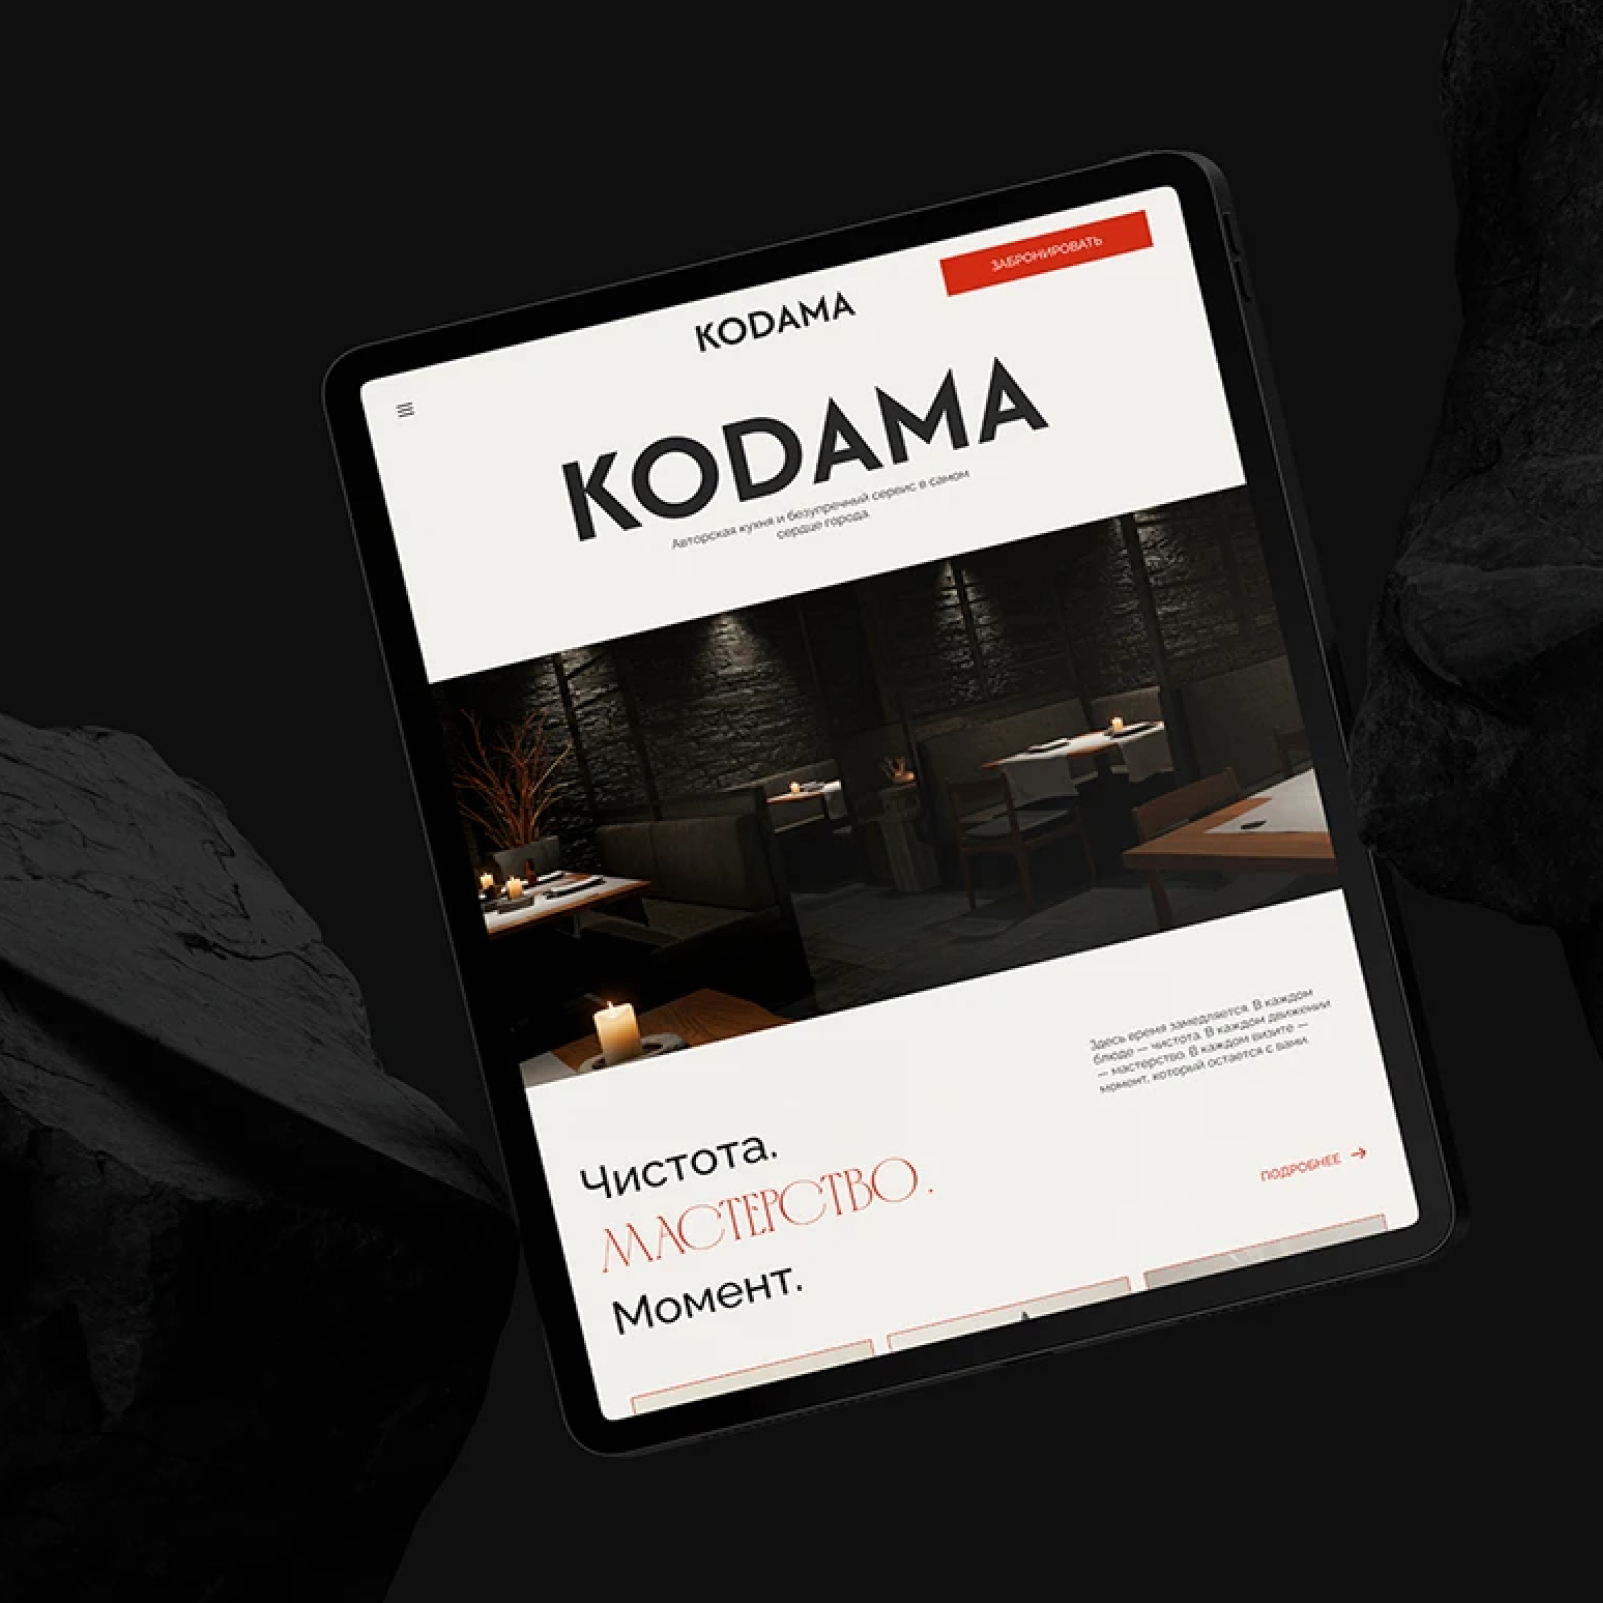 ЗАБРОНИРОВАТЬ
KODAMA
KODAMA
Авторская кухня и безупречный сервис в самом
сердце города.
Здесь время замедляется. В каждом
блюде — чистота. В каждом движении
— мастерство. В каждом визите —
момент, который остается с вами.
Чистота.
МАСТЕРСТВО.
Момент.
ПОДРОБНЕЕ →